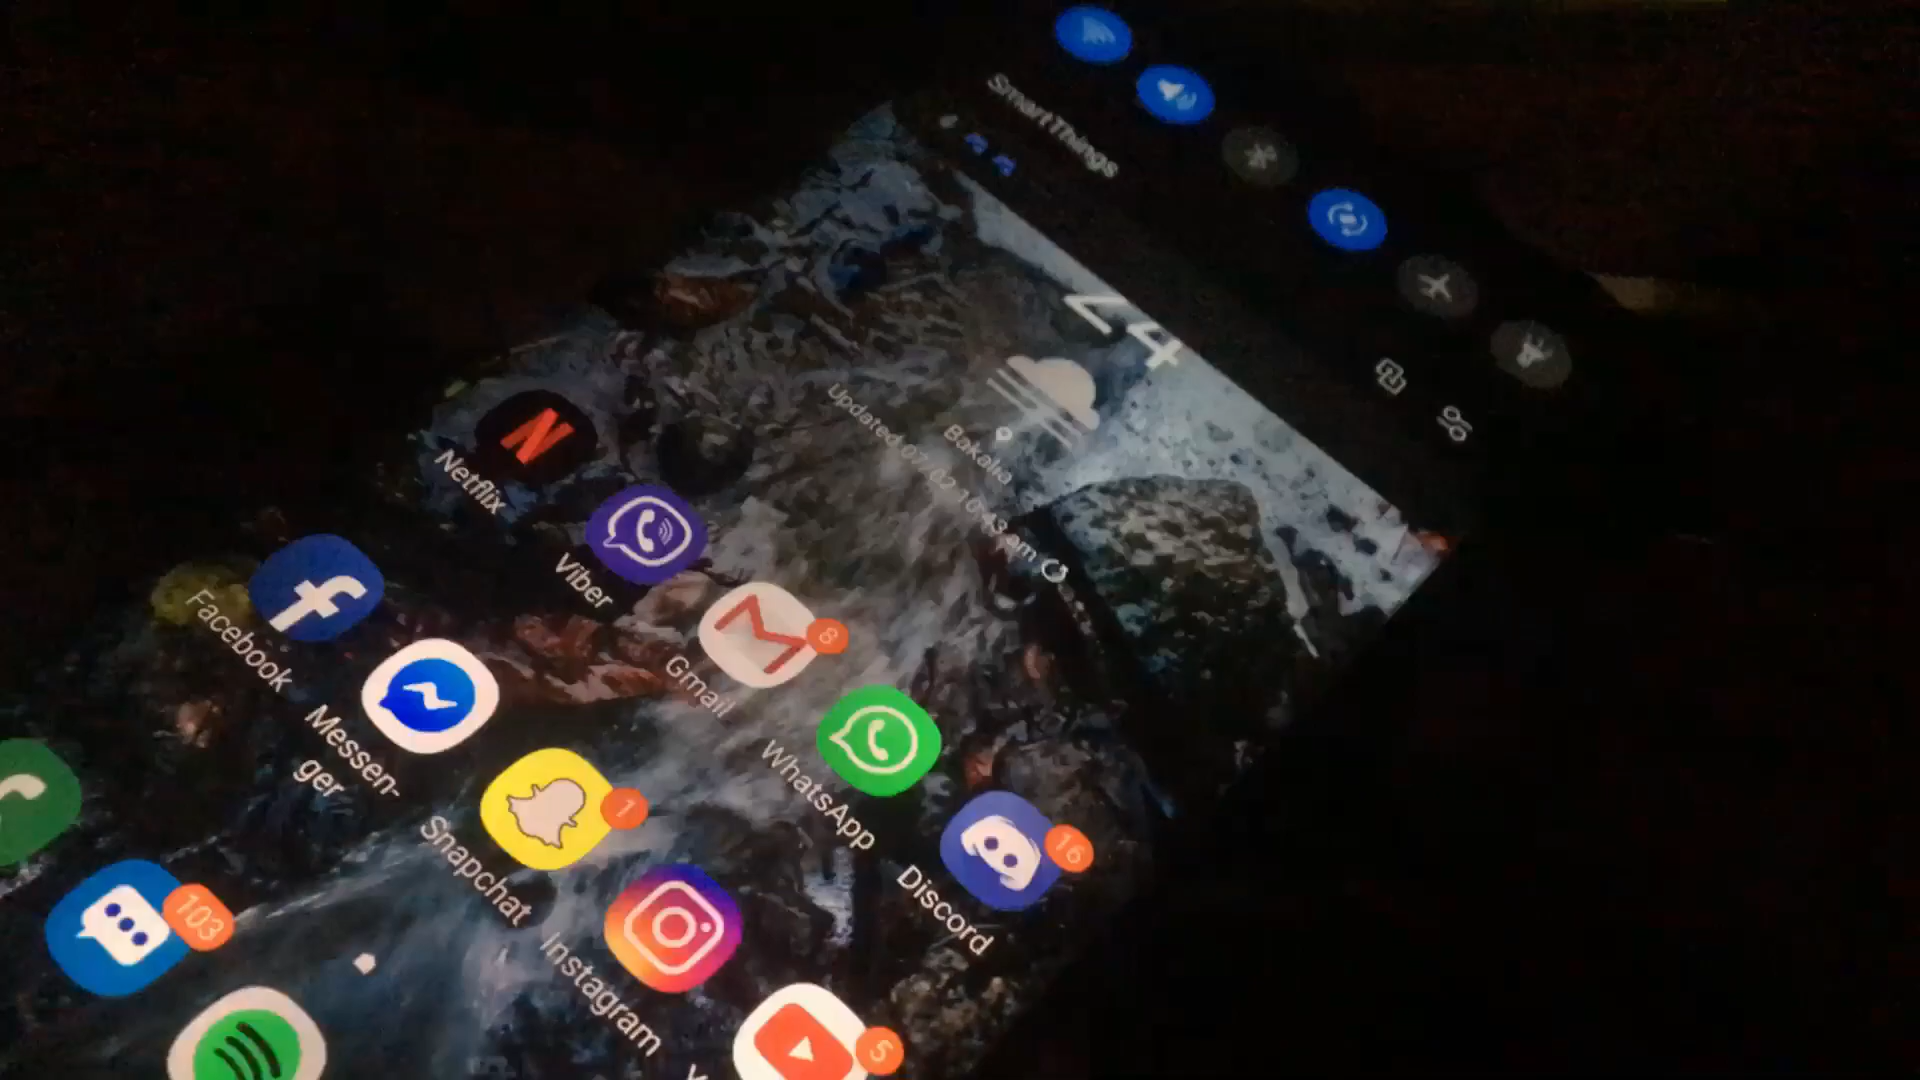 SmartThings
24
Bakalia
Updated 07/02 10:43 am
N
Netflix
Viber
8
Gmail
WhatsApp
16
Discord
f
Facebook
Messen-
ger
1
Snapchat
Instagram
5
103